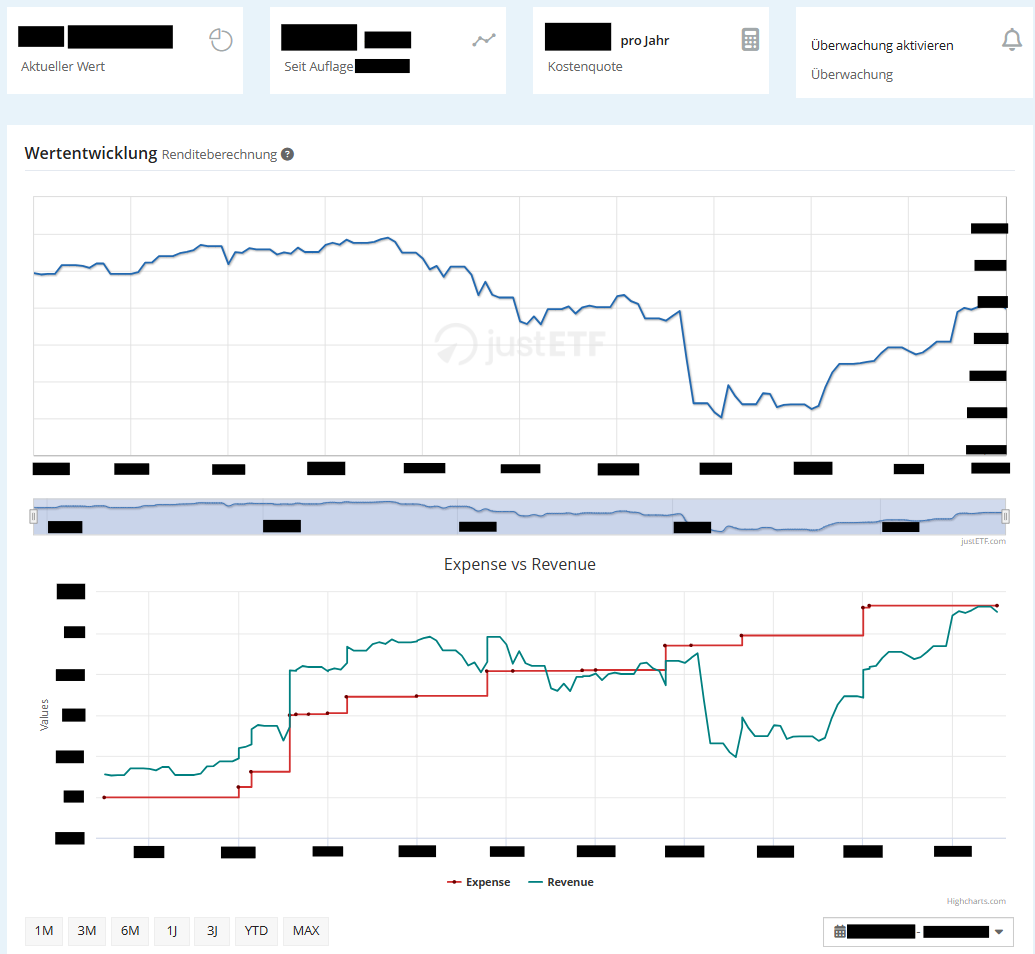 pro Jahr
Überwachung aktivieren
Aktueller Wert
Seit Auflage
Kostenquote
Überwachung
Wertentwicklung Renditeberechnung ?
justETF
justETF.com
Expense vs Revenue
Values
Expense Revenue
Highcharts.com
1M 3M 6M 1J 3J YTD MAX
-